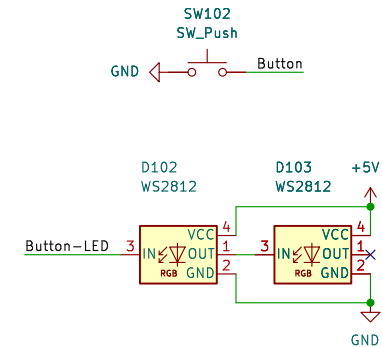 SW102
SW_Push
GND
Button
D102
WS2812
D103
WS2812
+5V
VCC 4
VCC 4
Button-LED
3 IN OUT 1
3 IN OUT 1
GND 2
GND 2
RGB
RGB
GND